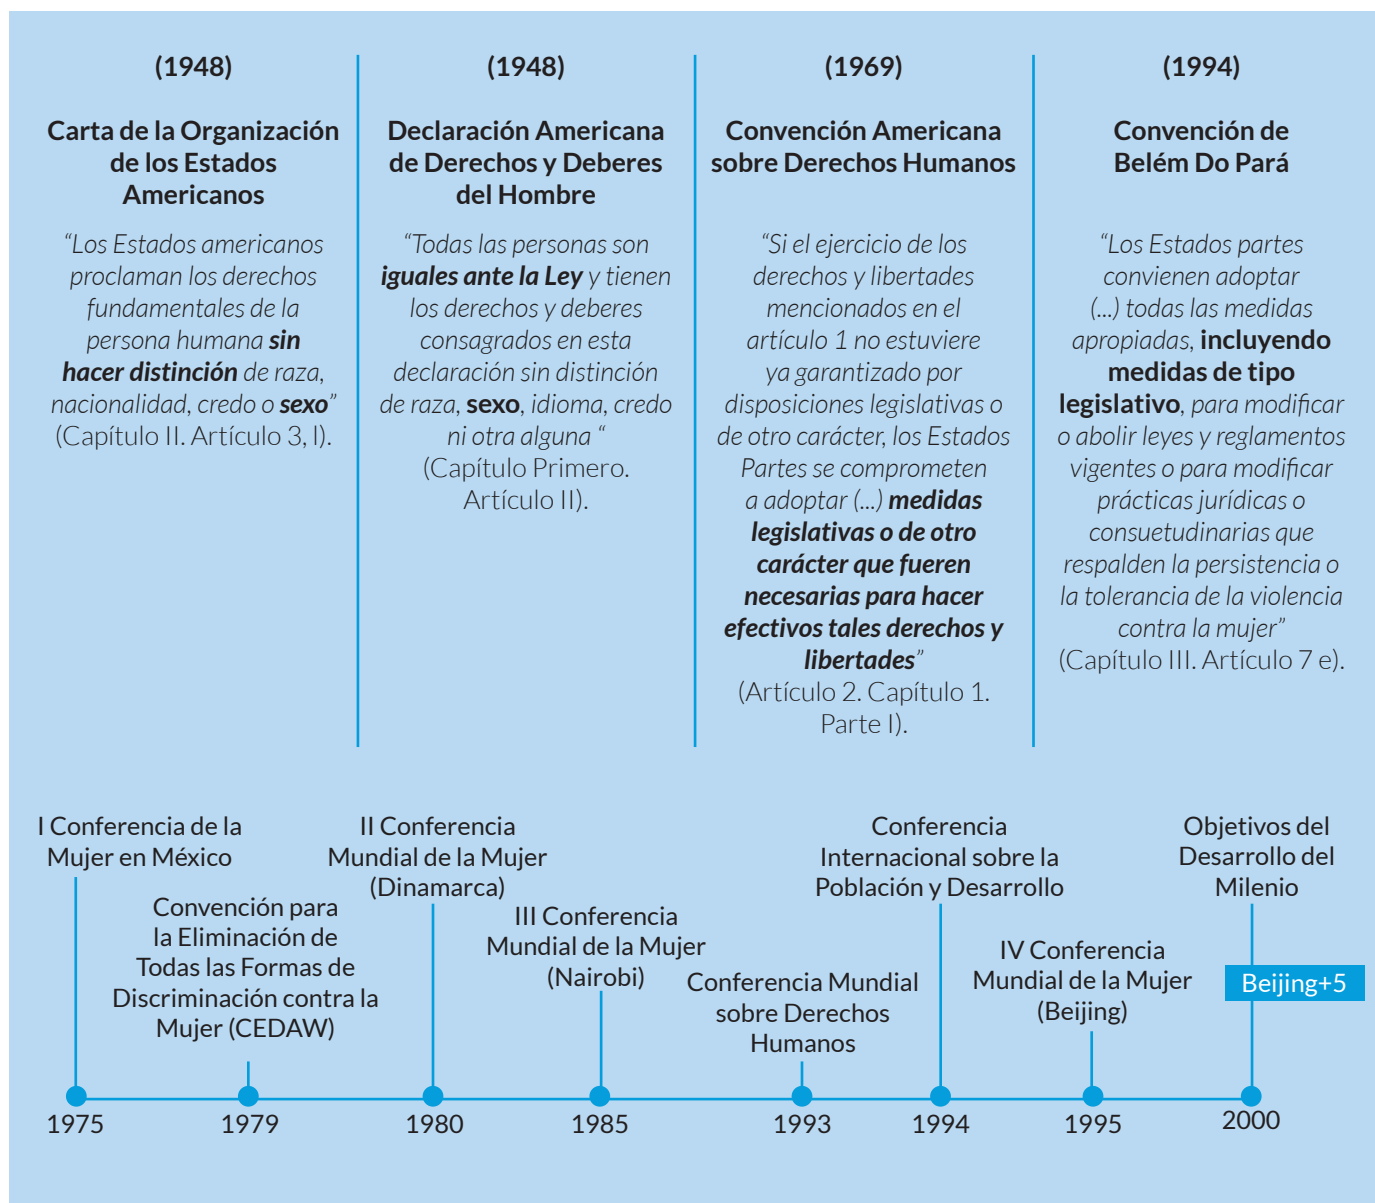 (1948)
Carta de la Organización
de los Estados
Americanos
“Los Estados americanos
proclaman los derechos
fundamentales de la
persona humana sin
hacer distinción de raza,
nacionalidad, credo o sexo”
(Capítulo II. Artículo 3, l).
(1948)
Declaración Americana
de Derechos y Deberes
del Hombre
“Todas las personas son
iguales ante la Ley y tienen
los derechos y deberes
consagrados en esta
declaración sin distinción
de raza, sexo, idioma, credo
ni otra alguna “
(Capítulo Primero.
Artículo II).
(1969)
Convención Americana
sobre Derechos Humanos
“Si el ejercicio de los
derechos y libertades
mencionados en el
artículo 1 no estuviere
ya garantizado por
disposiciones legislativas o
de otro carácter, los Estados
Partes se comprometen
a adoptar (...) medidas
legislativas o de otro
carácter que fueren
necesarias para hacer
efectivos tales derechos y
libertades”
(Artículo 2. Capítulo 1.
Parte I).
(1994)
Convención de
Belém Do Pará
“Los Estados partes
convienen adoptar
(...) todas las medidas
apropiadas, incluyendo
medidas de tipo
legislativo, para modificar
o abolir leyes y reglamentos
vigentes o para modificar
prácticas jurídicas o
consuetudinarias que
respalden la persistencia o
la tolerancia de la violencia
contra la mujer”
(Capítulo III. Artículo 7 e).
I Conferencia de la
Mujer en México
Convención para
la Eliminación de
Todas las Formas de
Discriminación contra la
Mujer (CEDAW)
II Conferencia
Mundial de la Mujer
(Dinamarca)
III Conferencia
Mundial de la Mujer
(Nairobi)
Conferencia Mundial
sobre Derechos
Humanos
Conferencia
Internacional sobre la
Población y Desarrollo
IV Conferencia
Mundial de la Mujer
(Beijing)
Objetivos del
Desarrollo del
Milenio
Beijing+5
1975
1979
1980
1985
1993
1994
1995
2000